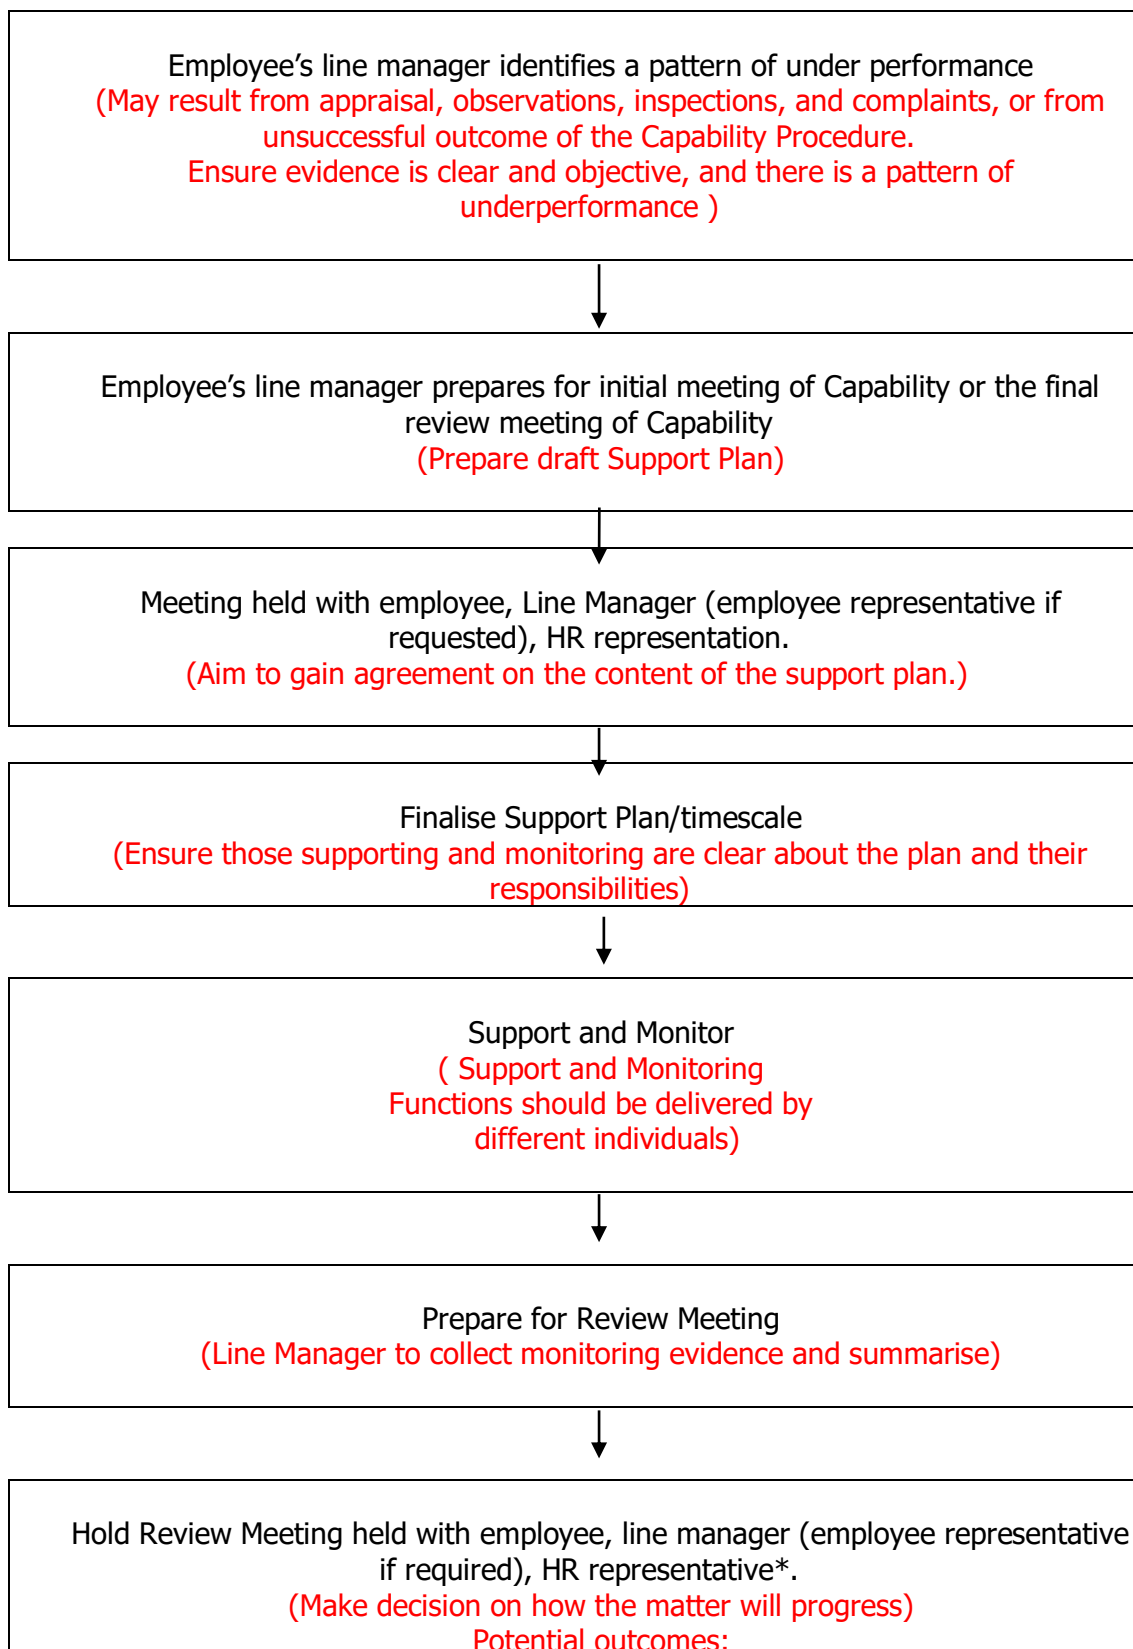 Employee’s line manager identifies a pattern of under performance
(May result from appraisal, observations, inspections, and complaints, or from
unsuccessful outcome of the Capability Procedure.
Ensure evidence is clear and objective, and there is a pattern of
underperformance )
Employee’s line manager prepares for initial meeting of Capability or the final
review meeting of Capability
(Prepare draft Support Plan)
Meeting held with employee, Line Manager (employee representative if
requested), HR representation.
(Aim to gain agreement on the content of the support plan.)
Finalise Support Plan/timescale
(Ensure those supporting and monitoring are clear about the plan and their
responsibilities)
Support and Monitor
( Support and Monitoring
Functions should be delivered by
different individuals)
Prepare for Review Meeting
(Line Manager to collect monitoring evidence and summarise)
Hold Review Meeting held with employee, line manager (employee representative
if required), HR representative*.
(Make decision on how the matter will progress)
Potential outcomes: